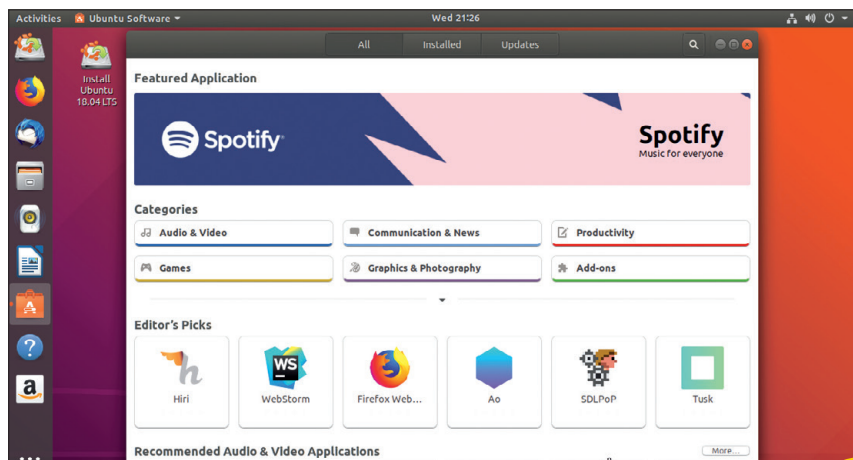 Activities Ubuntu Software Wed 21:26
All Installed Updates
Install
Ubuntu
18.04 LTS
Featured Application
Spotify
Spotify
Music for everyone
Categories
Audio & Video Communication & News Productivity
Games Graphics & Photography Add-ons
Editor's Picks
WS
Hiri WebStorm Firefox Web... Ao SDLPoP Tusk
Recommended Audio & Video Applications More...